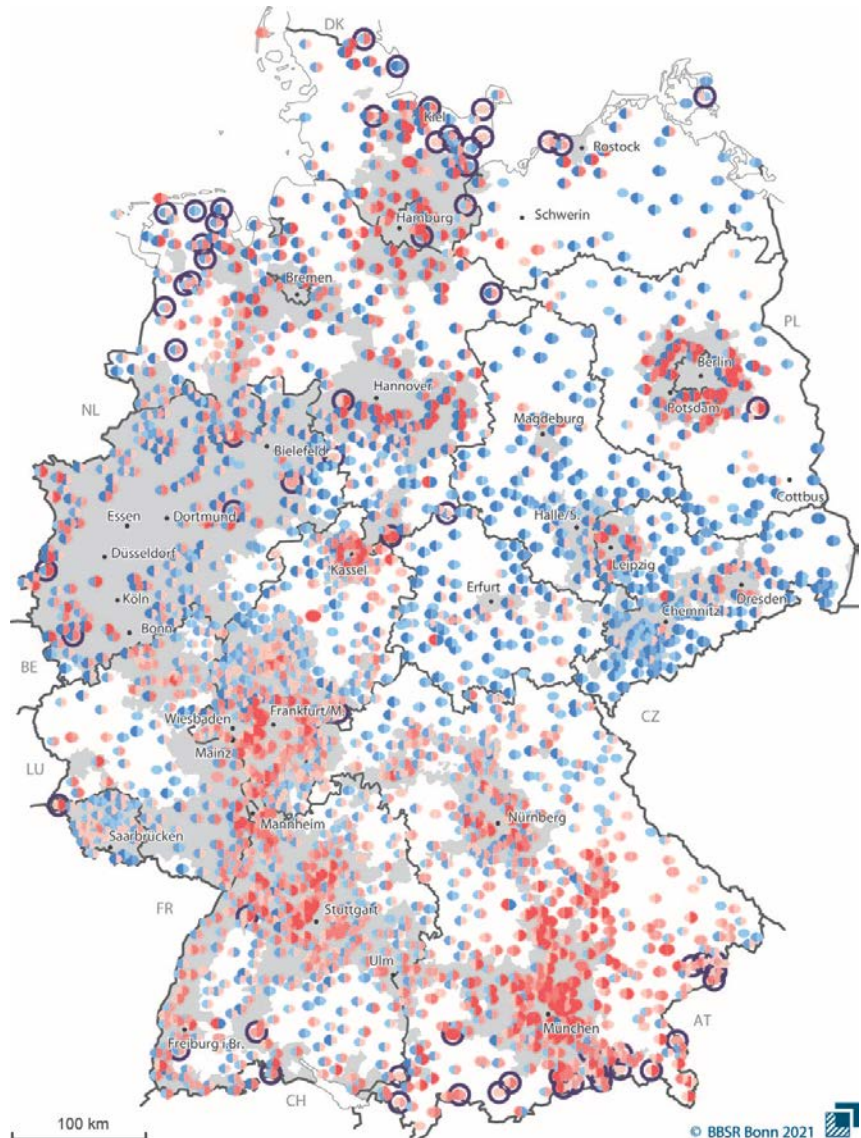 DK
Kiel
Rostock
Hamburg
Schwerin
Bremen
PL
Berlin
Hannover
Potsdam
NL
Magdeburg
Bielefeld
Cottbus
Essen
Dortmund
Halle/S.
Düsseldorf
Leipzig
Kassel
Dresden
Köln
Erfurt
Chemnitz
Bonn
BE
Wiesbaden
Frankfurt/M.
CZ
Mainz
LU
Mannheim
Nürnberg
Saarbrücken
FR
Stuttgart
Ulm
AT
München
Freiburg i Br.
CH
100 km
© BBSR Bonn 2021